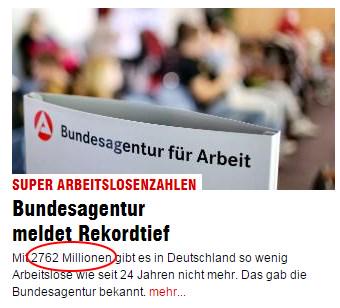 Bundesagentur für Arbeit
SUPER ARBEITSLOSENZAHLEN
Bundesagentur
meldet Rekordtief
Mit 2762 Millionen gibt es in Deutschland so wenig
Arbeitslose wie seit 24 Jahren nicht mehr. Das gab die
Bundesagentur bekannt. mehr...